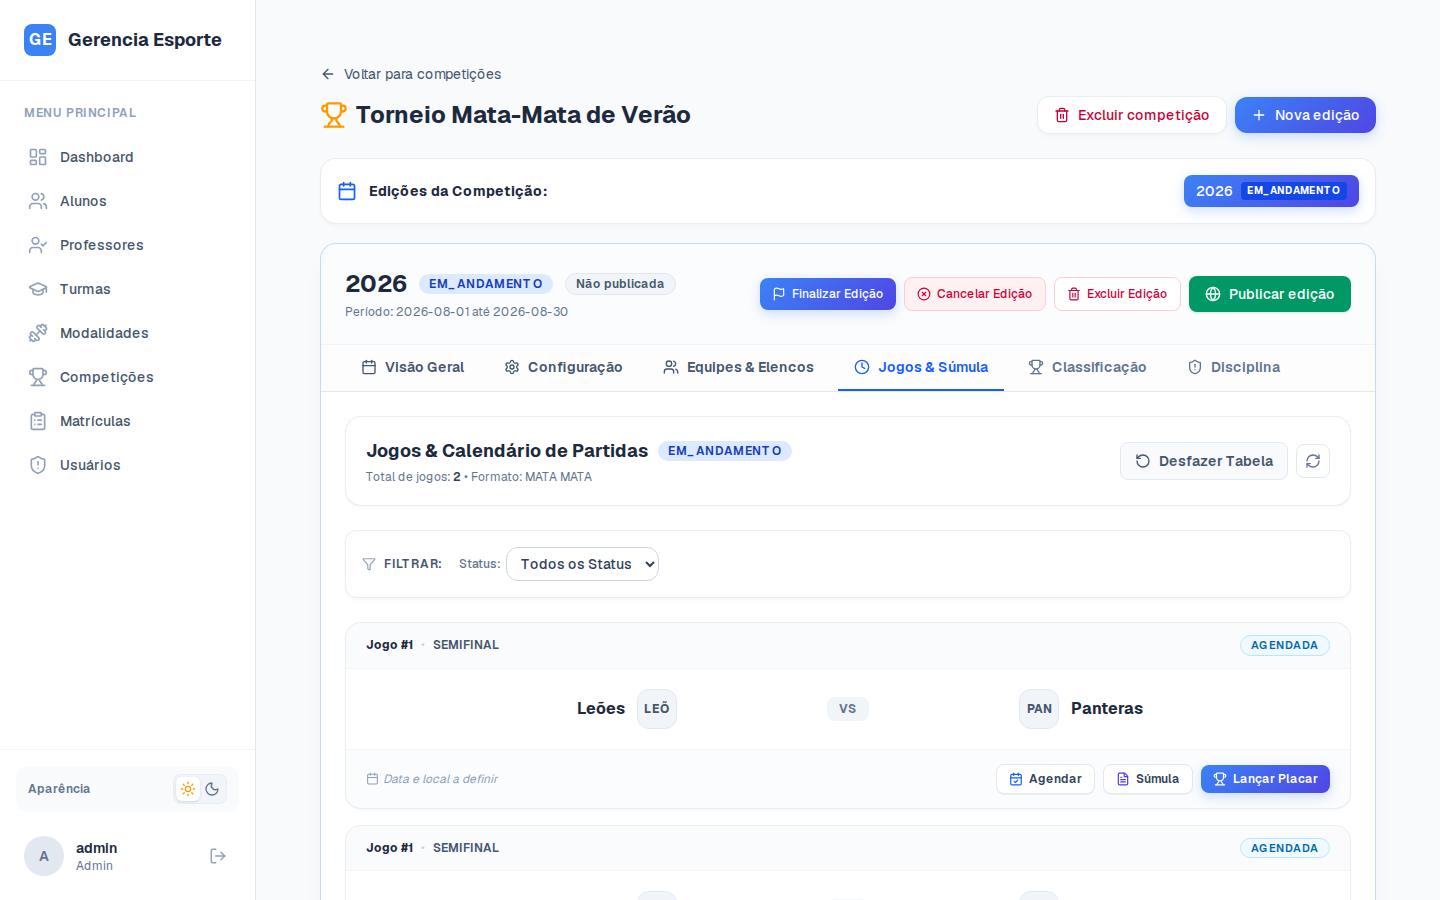 GE Gerencia Esporte
MENU PRINCIPAL
Dashboard
Alunos
Professores
Turmas
Modalidades
Competições
Matrículas
Usuários
Aparência
A
admin
Admin
Voltar para competições
Torneio Mata-Mata de Verão
Excluir competição
Nova edição
Edições da Competição:
2026 EM_ANDAMENTO
2026 EM_ANDAMENTO Não publicada
Período: 2026-08-01 até 2026-08-30
Finalizar Edição
Cancelar Edição
Excluir Edição
Publicar edição
Visão Geral
Configuração
Equipes & Elencos
Jogos & Súmula
Classificação
Disciplina
Jogos & Calendário de Partidas EM_ANDAMENTO
Total de jogos: 2 • Formato: MATA MATA
Desfazer Tabela
FILTRAR: Status: Todos os Status
Jogo #1 • SEMIFINAL
AGENDADA
Leões LEÕ VS PAN Panteras
Data e local a definir
Agendar
Súmula
Lançar Placar
Jogo #1 • SEMIFINAL
AGENDADA